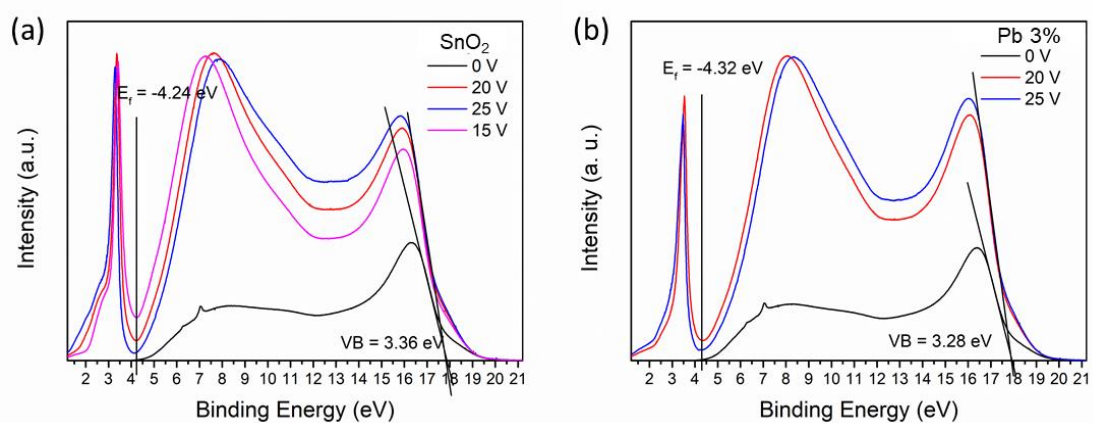 (a)
SnO₂
0 V
20 V
25 V
15 V
E_f = -4.24 eV
VB = 3.36 eV
Intensity (a.u.)
2 3 4 5 6 7 8 9 10 11 12 13 14 15 16 17 18 19 20 21
Binding Energy (eV)
(b)
Pb 3%
0 V
20 V
25 V
E_f = -4.32 eV
VB = 3.28 eV
Intensity (a. u.)
2 3 4 5 6 7 8 9 10 11 12 13 14 15 16 17 18 19 20 21
Binding Energy (eV)